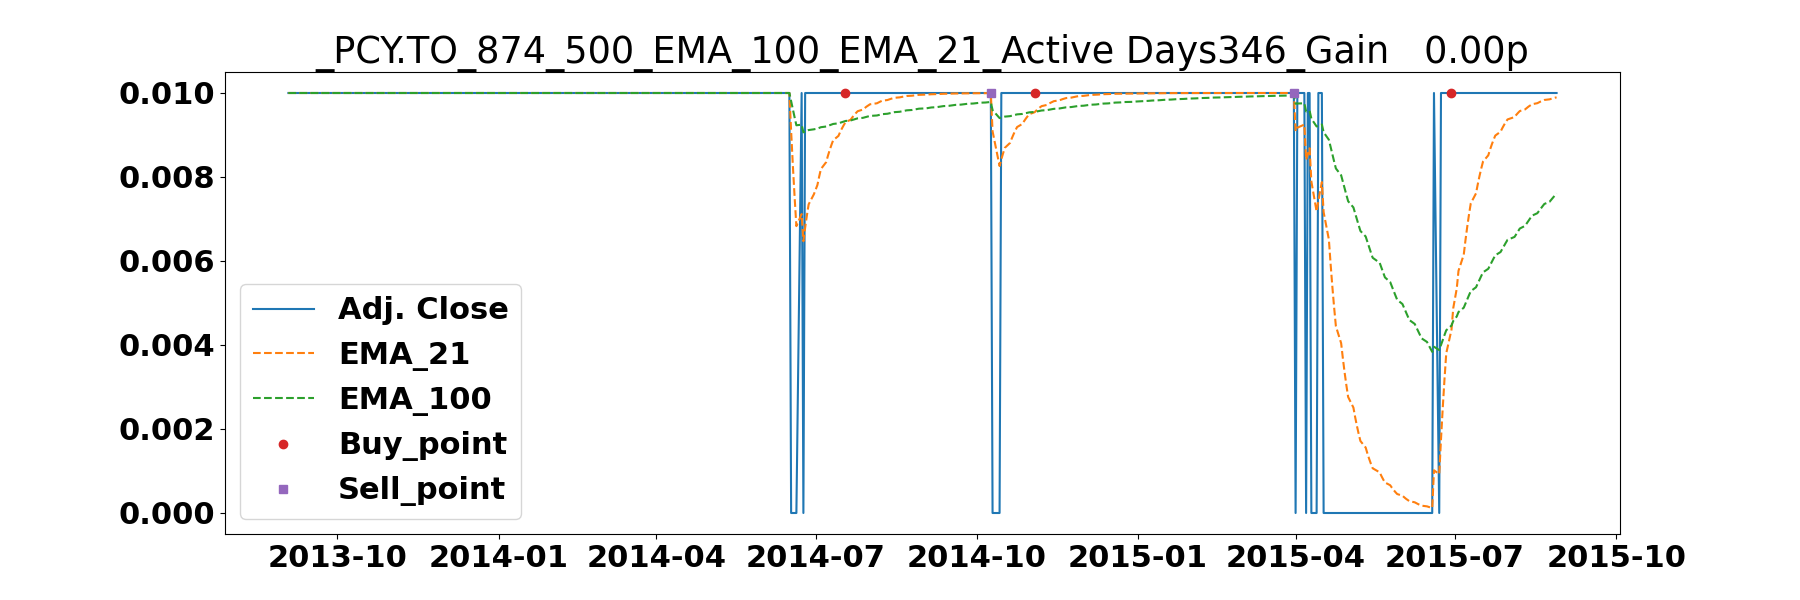 _PCY.TO_874_500_EMA_100_EMA_21_Active Days346_Gain   0.00p
0.010
0.008
0.006
0.004
0.002
0.000
Adj. Close
EMA_21
EMA_100
Buy_point
Sell_point
2013-10 2014-01 2014-04 2014-07 2014-10 2015-01 2015-04 2015-07 2015-10